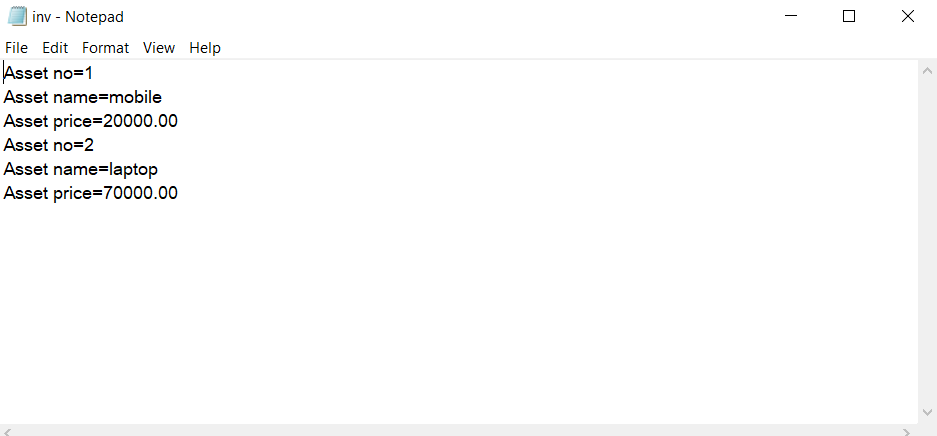 inv - Notepad
File Edit Format View Help
Asset no=1
Asset name=mobile
Asset price=20000.00
Asset no=2
Asset name=laptop
Asset price=70000.00